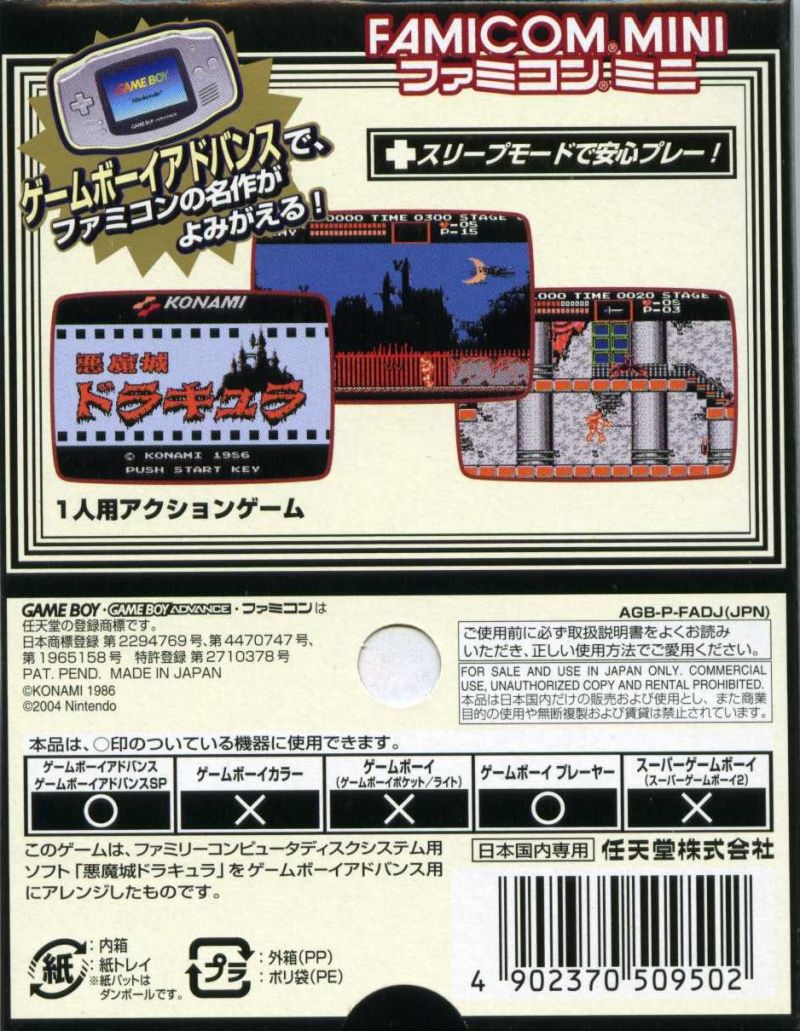 FAMICOM MINI
ファミコンミニ
GAME BOY
Nintendo
GAME BOY ADVANCE
ゲームボーイアドバンスで、
ファミコンの名作が
よみがえる!
スリープモードで安心プレー!
0000 TIME 0300 STAGE
-05
P-15
KONAMI
悪魔城
ドラキュラ
© KONAMI 1986
PUSH START KEY
000 TIME 0020 STAGE
-05
P-03
1人用アクションゲーム
GAME BOY・GAME BOY ADVANCE・ファミコンは
任天堂の登録商標です。
日本商標登録 第2294769号、第4470747号、
第1965158号 特許登録 第2710378号
PAT. PEND. MADE IN JAPAN
©KONAMI 1986
©2004 Nintendo
AGB-P-FADJ(JPN)
ご使用前に必ず取扱説明書をよくお読み
いただき、正しい使用方法でご愛用ください。
FOR SALE AND USE IN JAPAN ONLY. COMMERCIAL
USE, UNAUTHORIZED COPY AND RENTAL PROHIBITED.
本品は日本国内だけの販売および使用とし、また商業
目的の使用や無断複製および賃貸は禁止されています。
本品は、○印のついている機器に使用できます。
ゲームボーイアドバンス
ゲームボーイアドバンスSP
○
ゲームボーイカラー
×
ゲームボーイ
(ゲームボーイポケット/ライト)
×
ゲームボーイ プレーヤー
○
スーパーゲームボーイ
(スーパーゲームボーイ2)
×
このゲームは、ファミリーコンピュータディスクシステム用
ソフト「悪魔城ドラキュラ」をゲームボーイアドバンス用
にアレンジしたものです。
日本国内専用
任天堂株式会社
紙
:内箱
:紙トレイ
※紙パットは
ダンボールです。
プラ
:外箱(PP)
:ポリ袋(PE)
4 902370 509502